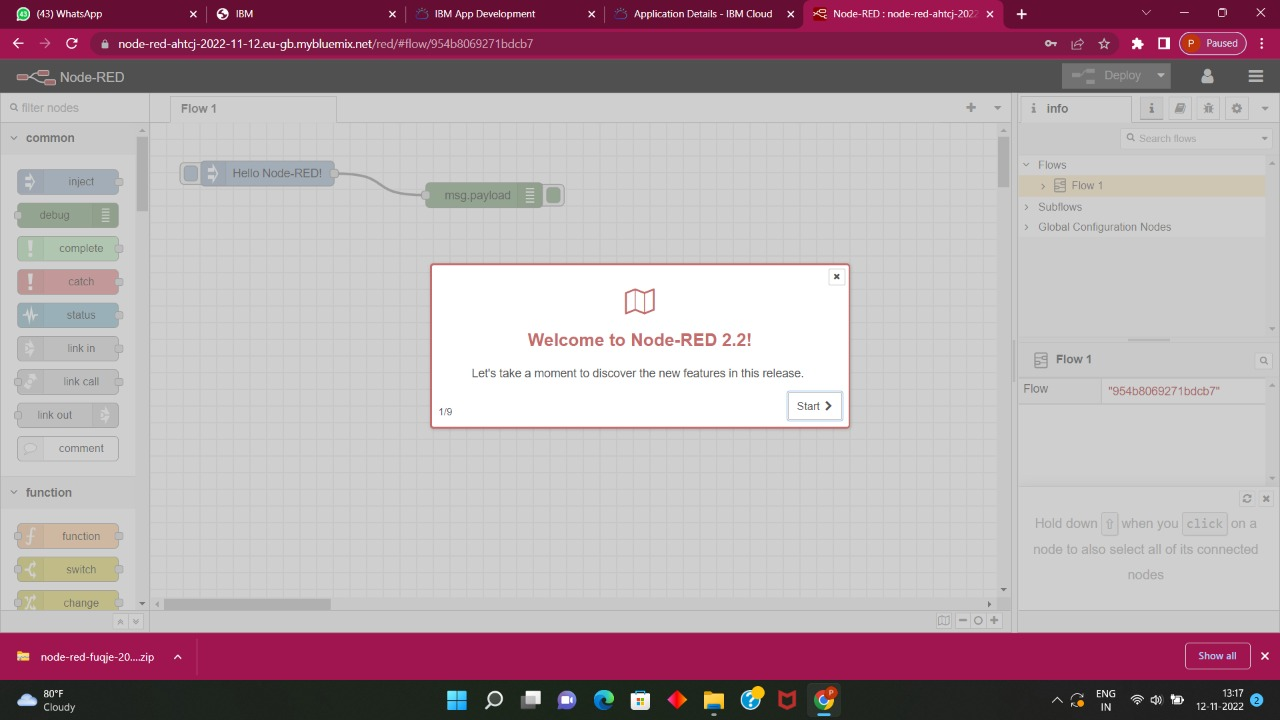 (43) WhatsApp
IBM
IBM App Development
Application Details - IBM Cloud
Node-RED : node-red-ahtcj-2022
node-red-ahtcj-2022-11-12.eu-gb.mybluemix.net/red/#flow/954b8069271bdcb7
P Paused
Node-RED
Deploy
filter nodes
Flow 1
info
common
Search flows
Flows
Flow 1
Subflows
Global Configuration Nodes
inject
debug
complete
catch
status
link in
link call
link out
comment
function
function
switch
change
Hello Node-RED!
msg.payload
Welcome to Node-RED 2.2!
Let's take a moment to discover the new features in this release.
1/9
Start
Flow 1
Flow "954b8069271bdcb7"
Hold down ⇧ when you click on a
node to also select all of its connected
nodes
node-red-fuqje-20....zip
Show all
80°F
Cloudy
P
ENG
IN
13:17
12-11-2022
2